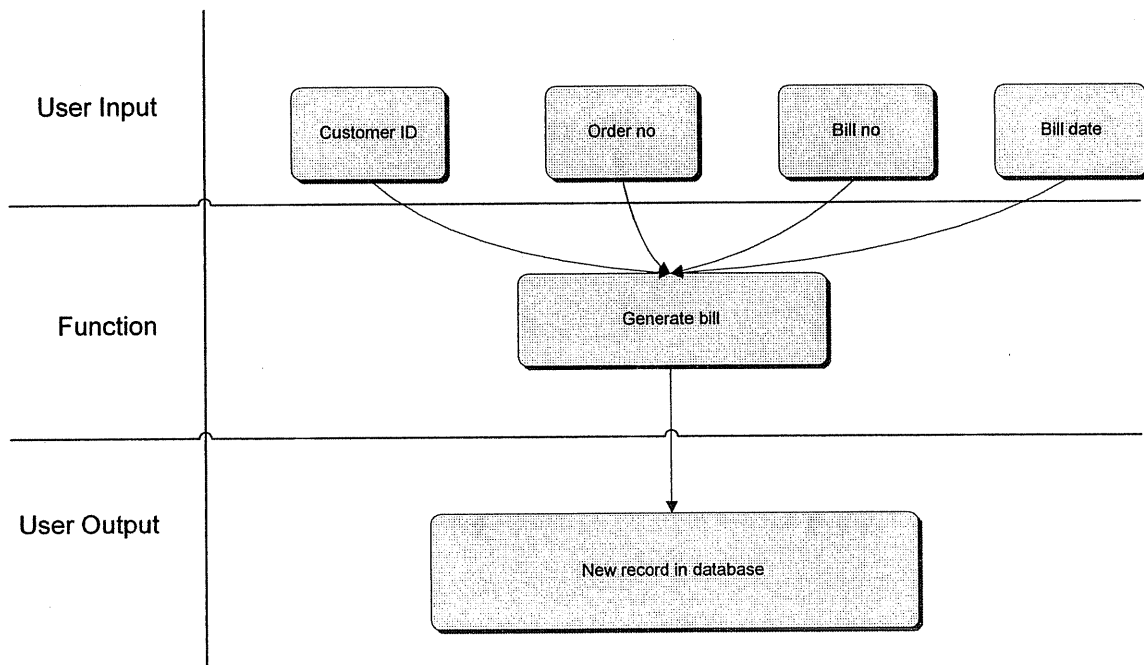 User Input
Customer ID
Order no
Bill no
Bill date
Function
Generate bill
User Output
New record in database